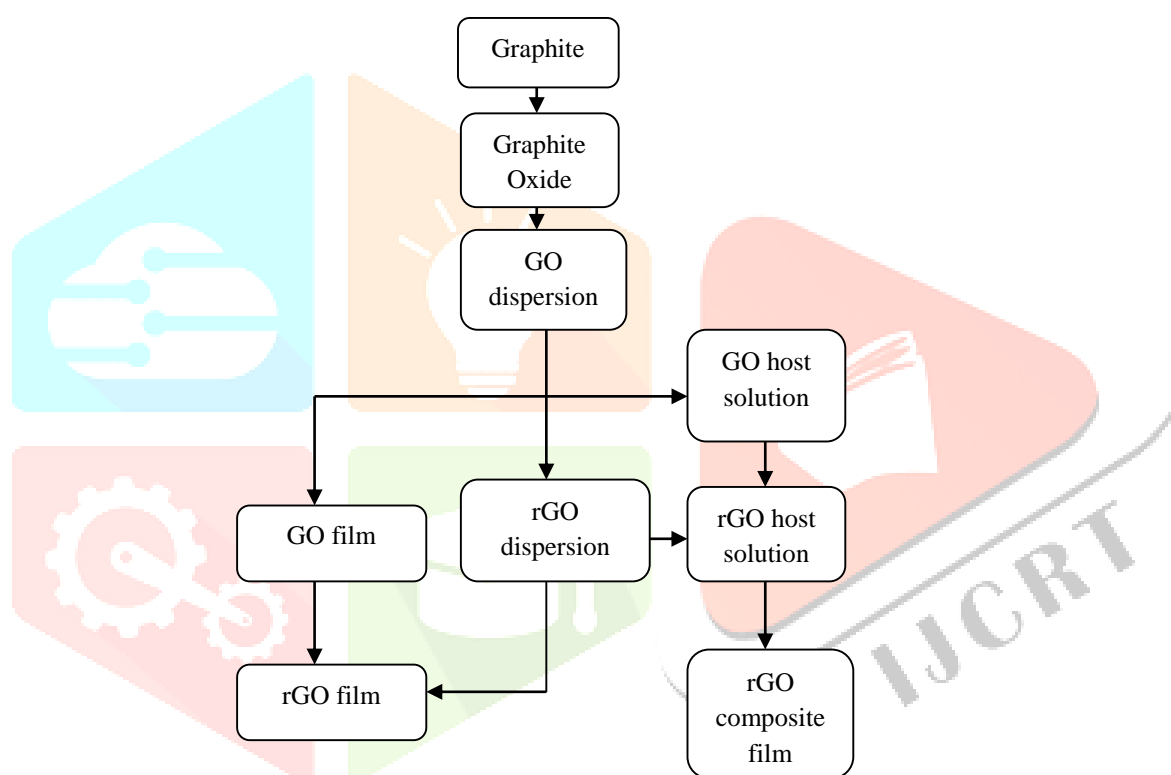 Graphite
Graphite
Oxide
GO
dispersion
GO host
solution
GO film
rGO
dispersion
rGO host
solution
rGO film
rGO
composite
film
IJCRT